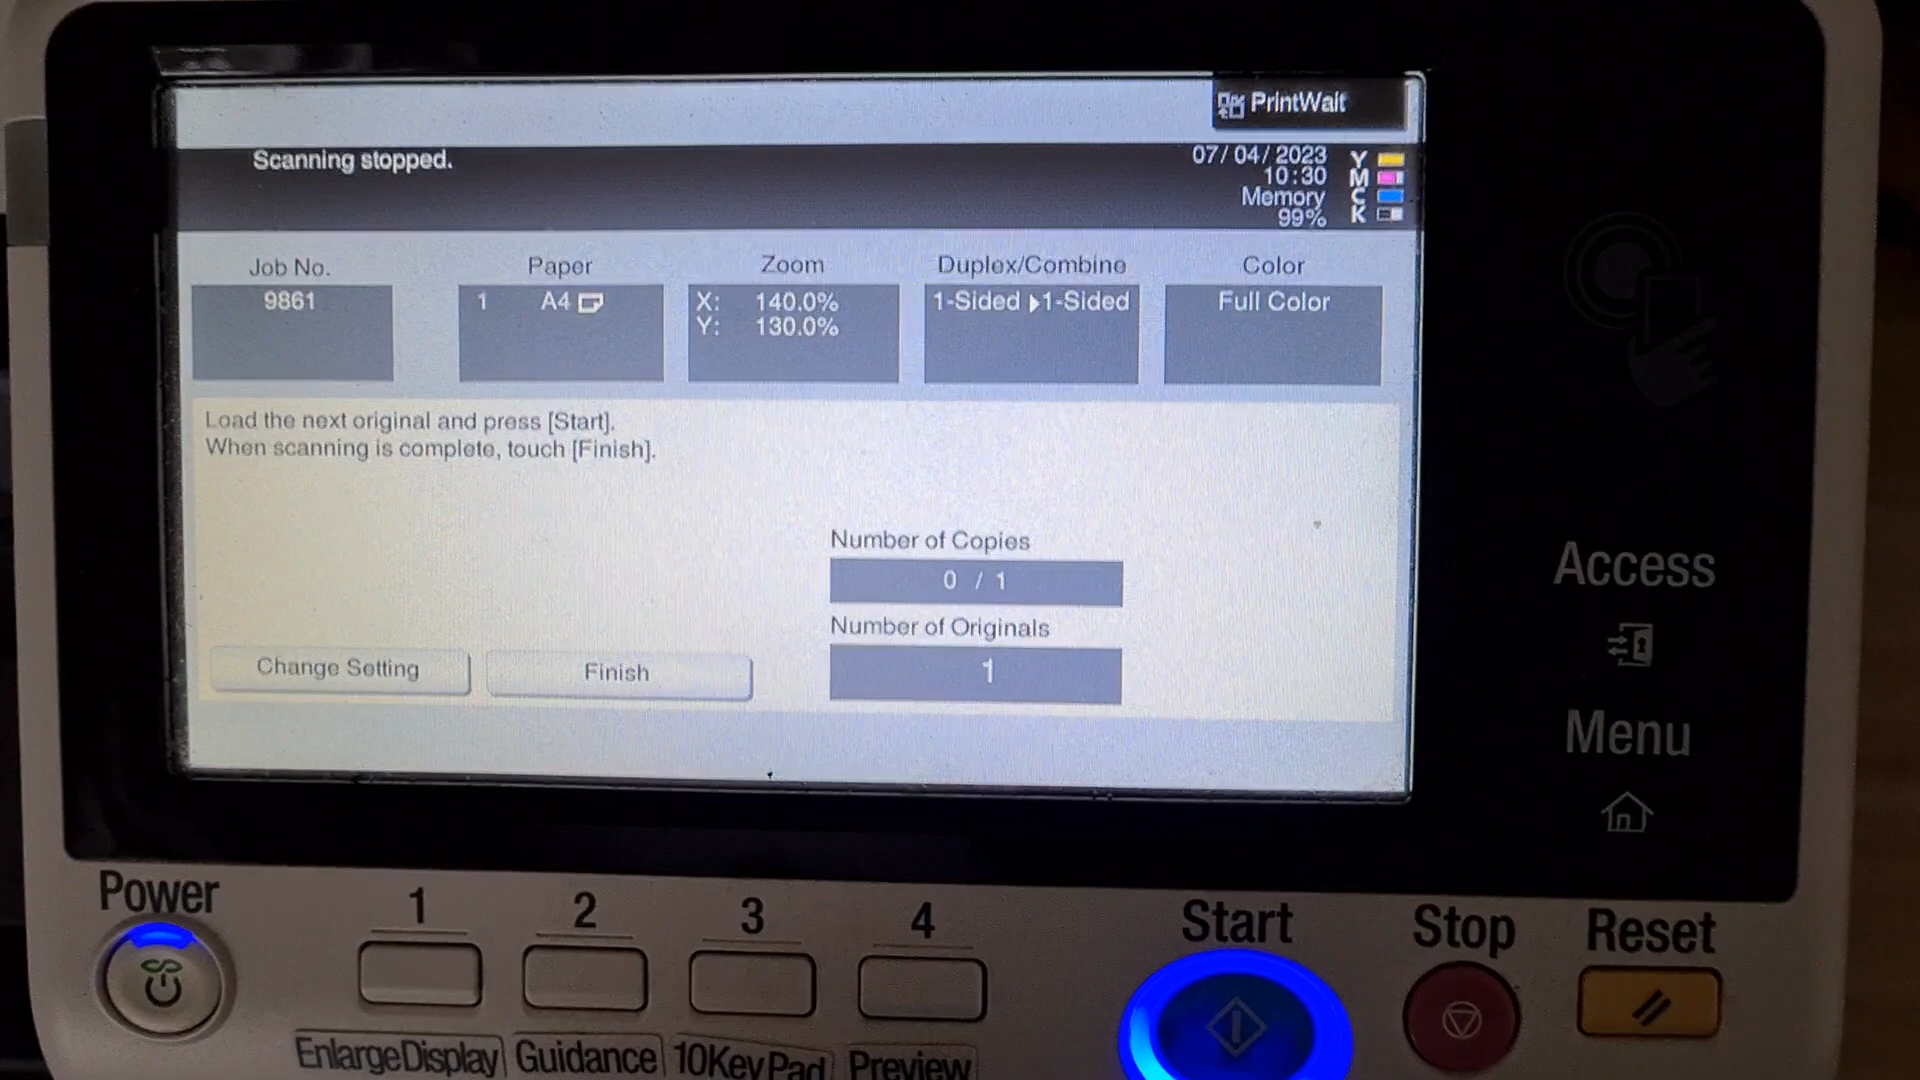 PrintWait
Scanning stopped.
07/04/2023
10:30
Memory
99%
Y
M
C
K
Job No.
9861
Paper
1 A4
Zoom
X: 140.0%
Y: 130.0%
Duplex/Combine
1-Sided ▶1-Sided
Color
Full Color
Load the next original and press [Start].
When scanning is complete, touch [Finish].
Number of Copies
0 / 1
Number of Originals
1
Change Setting
Finish
Access
Menu
Power
1
2
3
4
Start
Stop
Reset
EnlargeDisplay
Guidance
10KeyPad
Preview